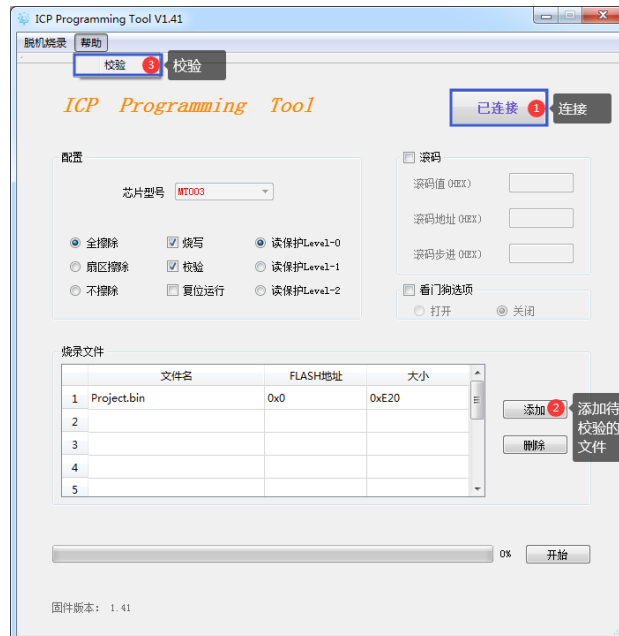 ICP Programming Tool V1.41
脱机烧录 帮助
校验 3 校验
ICP Programming Tool
已连接 1 连接
配置
滚码
芯片型号 MT003
滚码值(HEX)
滚码地址(HEX)
滚码步进(HEX)
全擦除 烧写 读保护Level-0
扇区擦除 校验 读保护Level-1
不擦除 复位运行 读保护Level-2
看门狗选项
打开 关闭
烧录文件
文件名 FLASH地址 大小
1 Project.bin 0x0 0xE20
2
3
4
5
添加 2 添加待
校验的
文件
删除
0% 开始
固件版本: 1.41